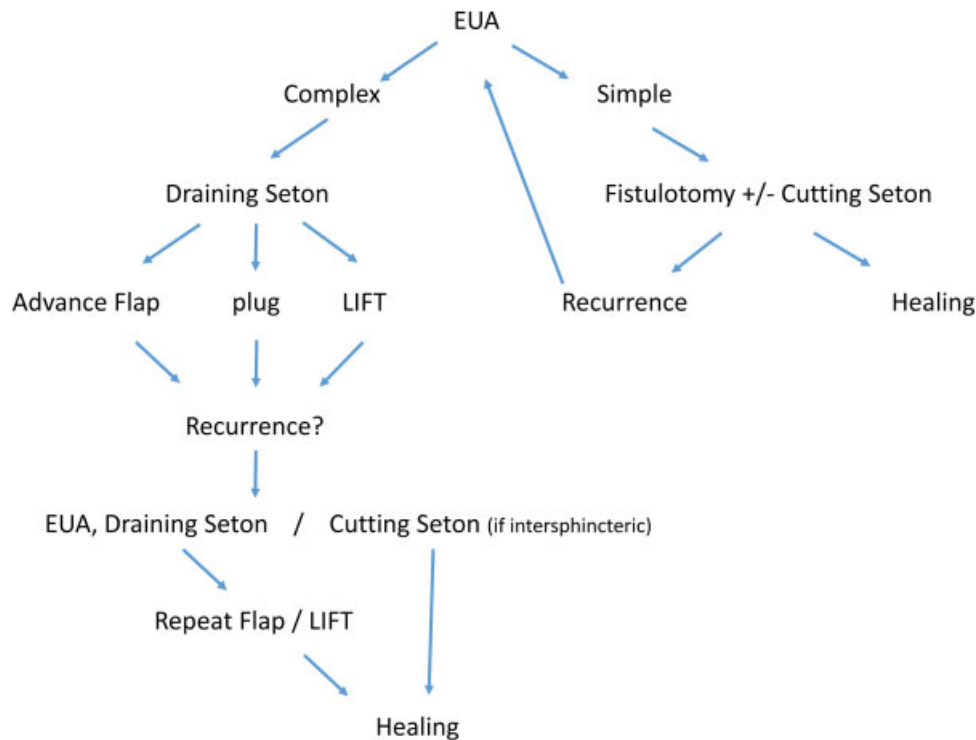 EUA
Complex
Simple
Draining Seton
Fistulotomy +/- Cutting Seton
Advance Flap
plug
LIFT
Recurrence
Healing
Recurrence?
EUA, Draining Seton / Cutting Seton (if intersphincteric)
Repeat Flap / LIFT
Healing